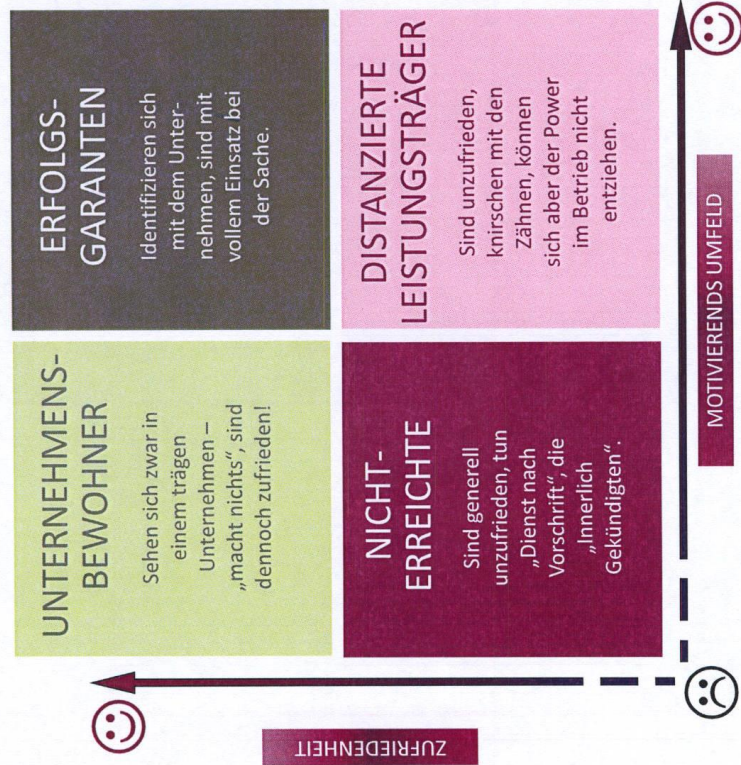 ZUFRIEDENHEIT
UNTERNEHMENS-
BEWOHNER
Sehen sich zwar in
einem trägen
Unternehmen –
„macht nichts“, sind
dennoch zufrieden!
ERFOLGS-
GARANTEN
Identifizieren sich
mit dem Unter-
nehmen, sind mit
vollem Einsatz bei
der Sache.
NICHT-
ERREICHTE
Sind generell
unzufrieden, tun
„Dienst nach
Vorschrift“, die
„Innerlich
Gekündigten“.
DISTANZIERTE
LEISTUNGSTRÄGER
Sind unzufrieden,
knirschen mit den
Zähnen, können
sich aber der Power
im Betrieb nicht
entziehen.
MOTIVIERENDS UMFELD